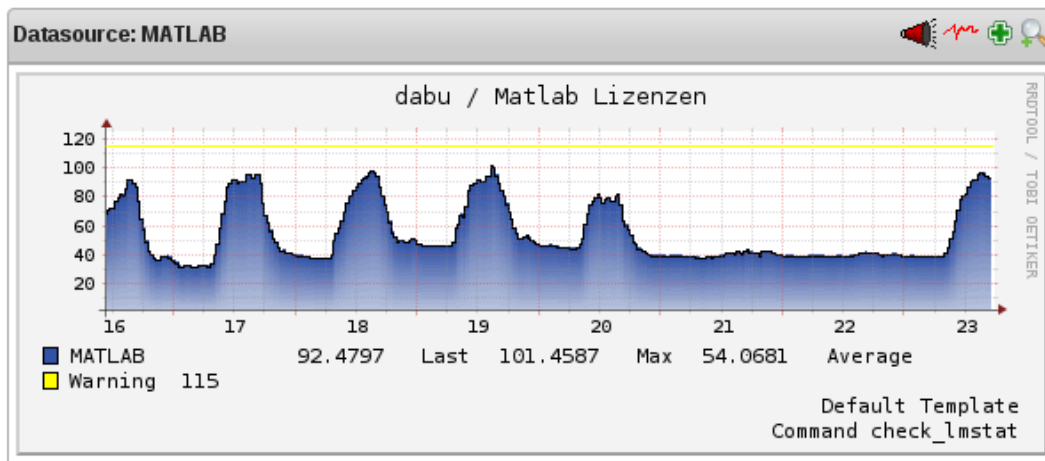 Datasource: MATLAB
dabu / Matlab Lizenzen
RRDTOOL / TOBI OETIKER
120
100
80
60
40
20
16 17 18 19 20 21 22 23
MATLAB 92.4797 Last 101.4587 Max 54.0681 Average
Warning 115
Default Template
Command check_lmstat